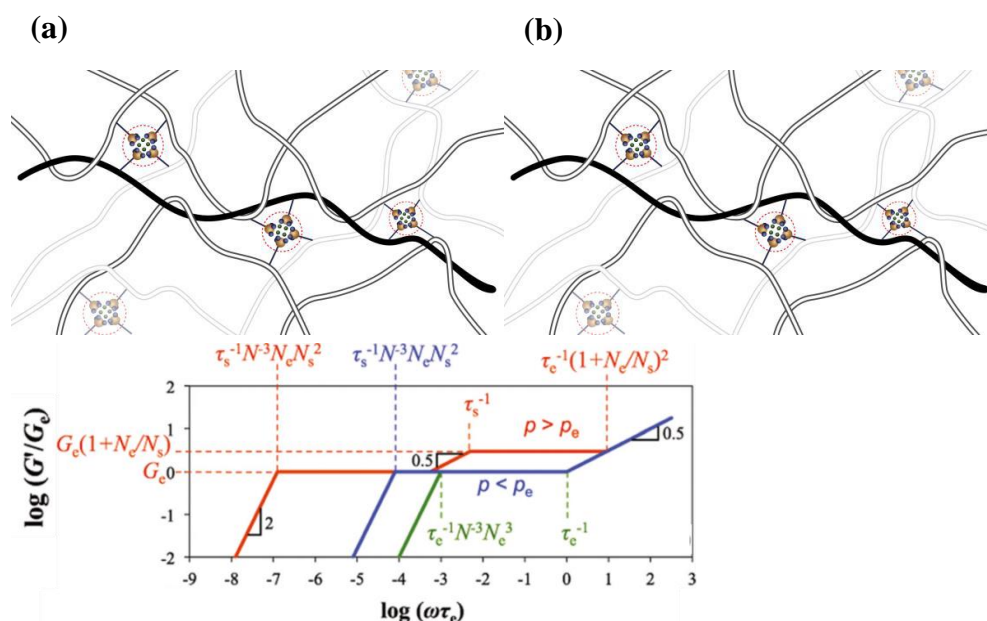 (a) (b)
τs⁻¹N⁻³NeNs² τs⁻¹N⁻³NeNs² τe⁻¹(1+Ne/Ns)²
τs⁻¹
log (G'/Ge)
2
1
0
-1
-2
Ge(1+Ne/Ns)
Ge
p > pe
0.5
0.5
p < pe
2
τe⁻¹N⁻³Ne³ τe⁻¹
-9 -8 -7 -6 -5 -4 -3 -2 -1 0 1 2 3
log (ωτe)